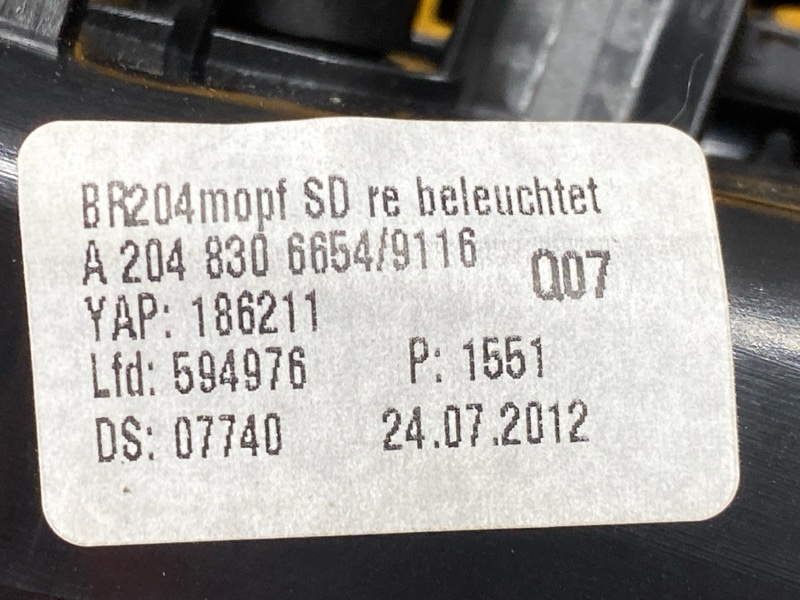 BR204mopf SD re beleuchtet
A 204 830 6654/9116 Q07
YAP: 186211
Lfd: 594976 P: 1551
DS: 07740 24.07.2012